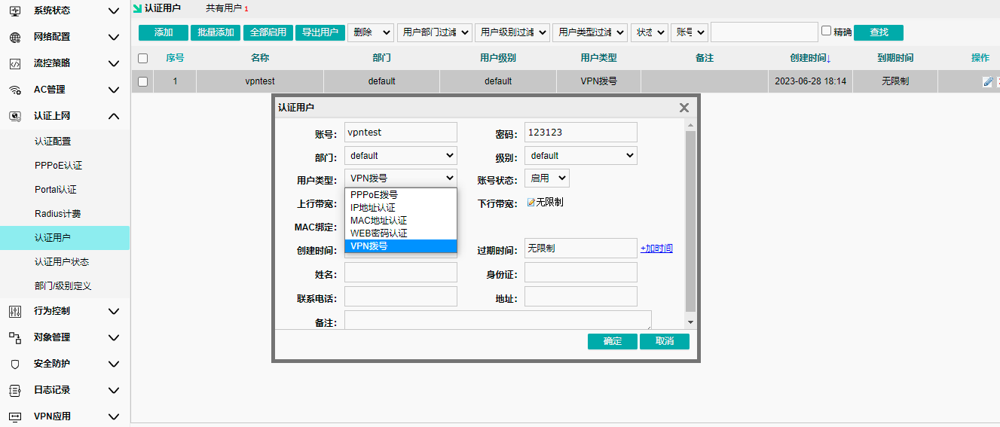 系统状态
网络配置
流控策略
AC管理
认证上网
认证配置
PPPoE认证
Portal认证
Radius计费
认证用户
认证用户状态
部门/级别定义
行为控制
对象管理
安全防护
日志记录
VPN应用
认证用户 共有用户 1
添加 批量添加 全部启用 导出用户 删除 用户部门过滤 用户级别过滤 用户类型过滤 状态 账号 精确 查找
序号 名称 部门 用户级别 用户类型 备注 创建时间↓ 到期时间 操作
1 vpntest default default VPN拨号 2023-06-28 18:14 无限制
认证用户
账号: vpntest 密码: 123123
部门: default 级别: default
用户类型: VPN拨号 账号状态: 启用
PPPoE拨号
IP地址认证
MAC地址认证
WEB密码认证
VPN拨号
上行带宽: 下行带宽: 无限制
MAC绑定:
创建时间: 过期时间: 无限制 +加时间
姓名: 身份证:
联系电话: 地址:
备注:
确定 取消